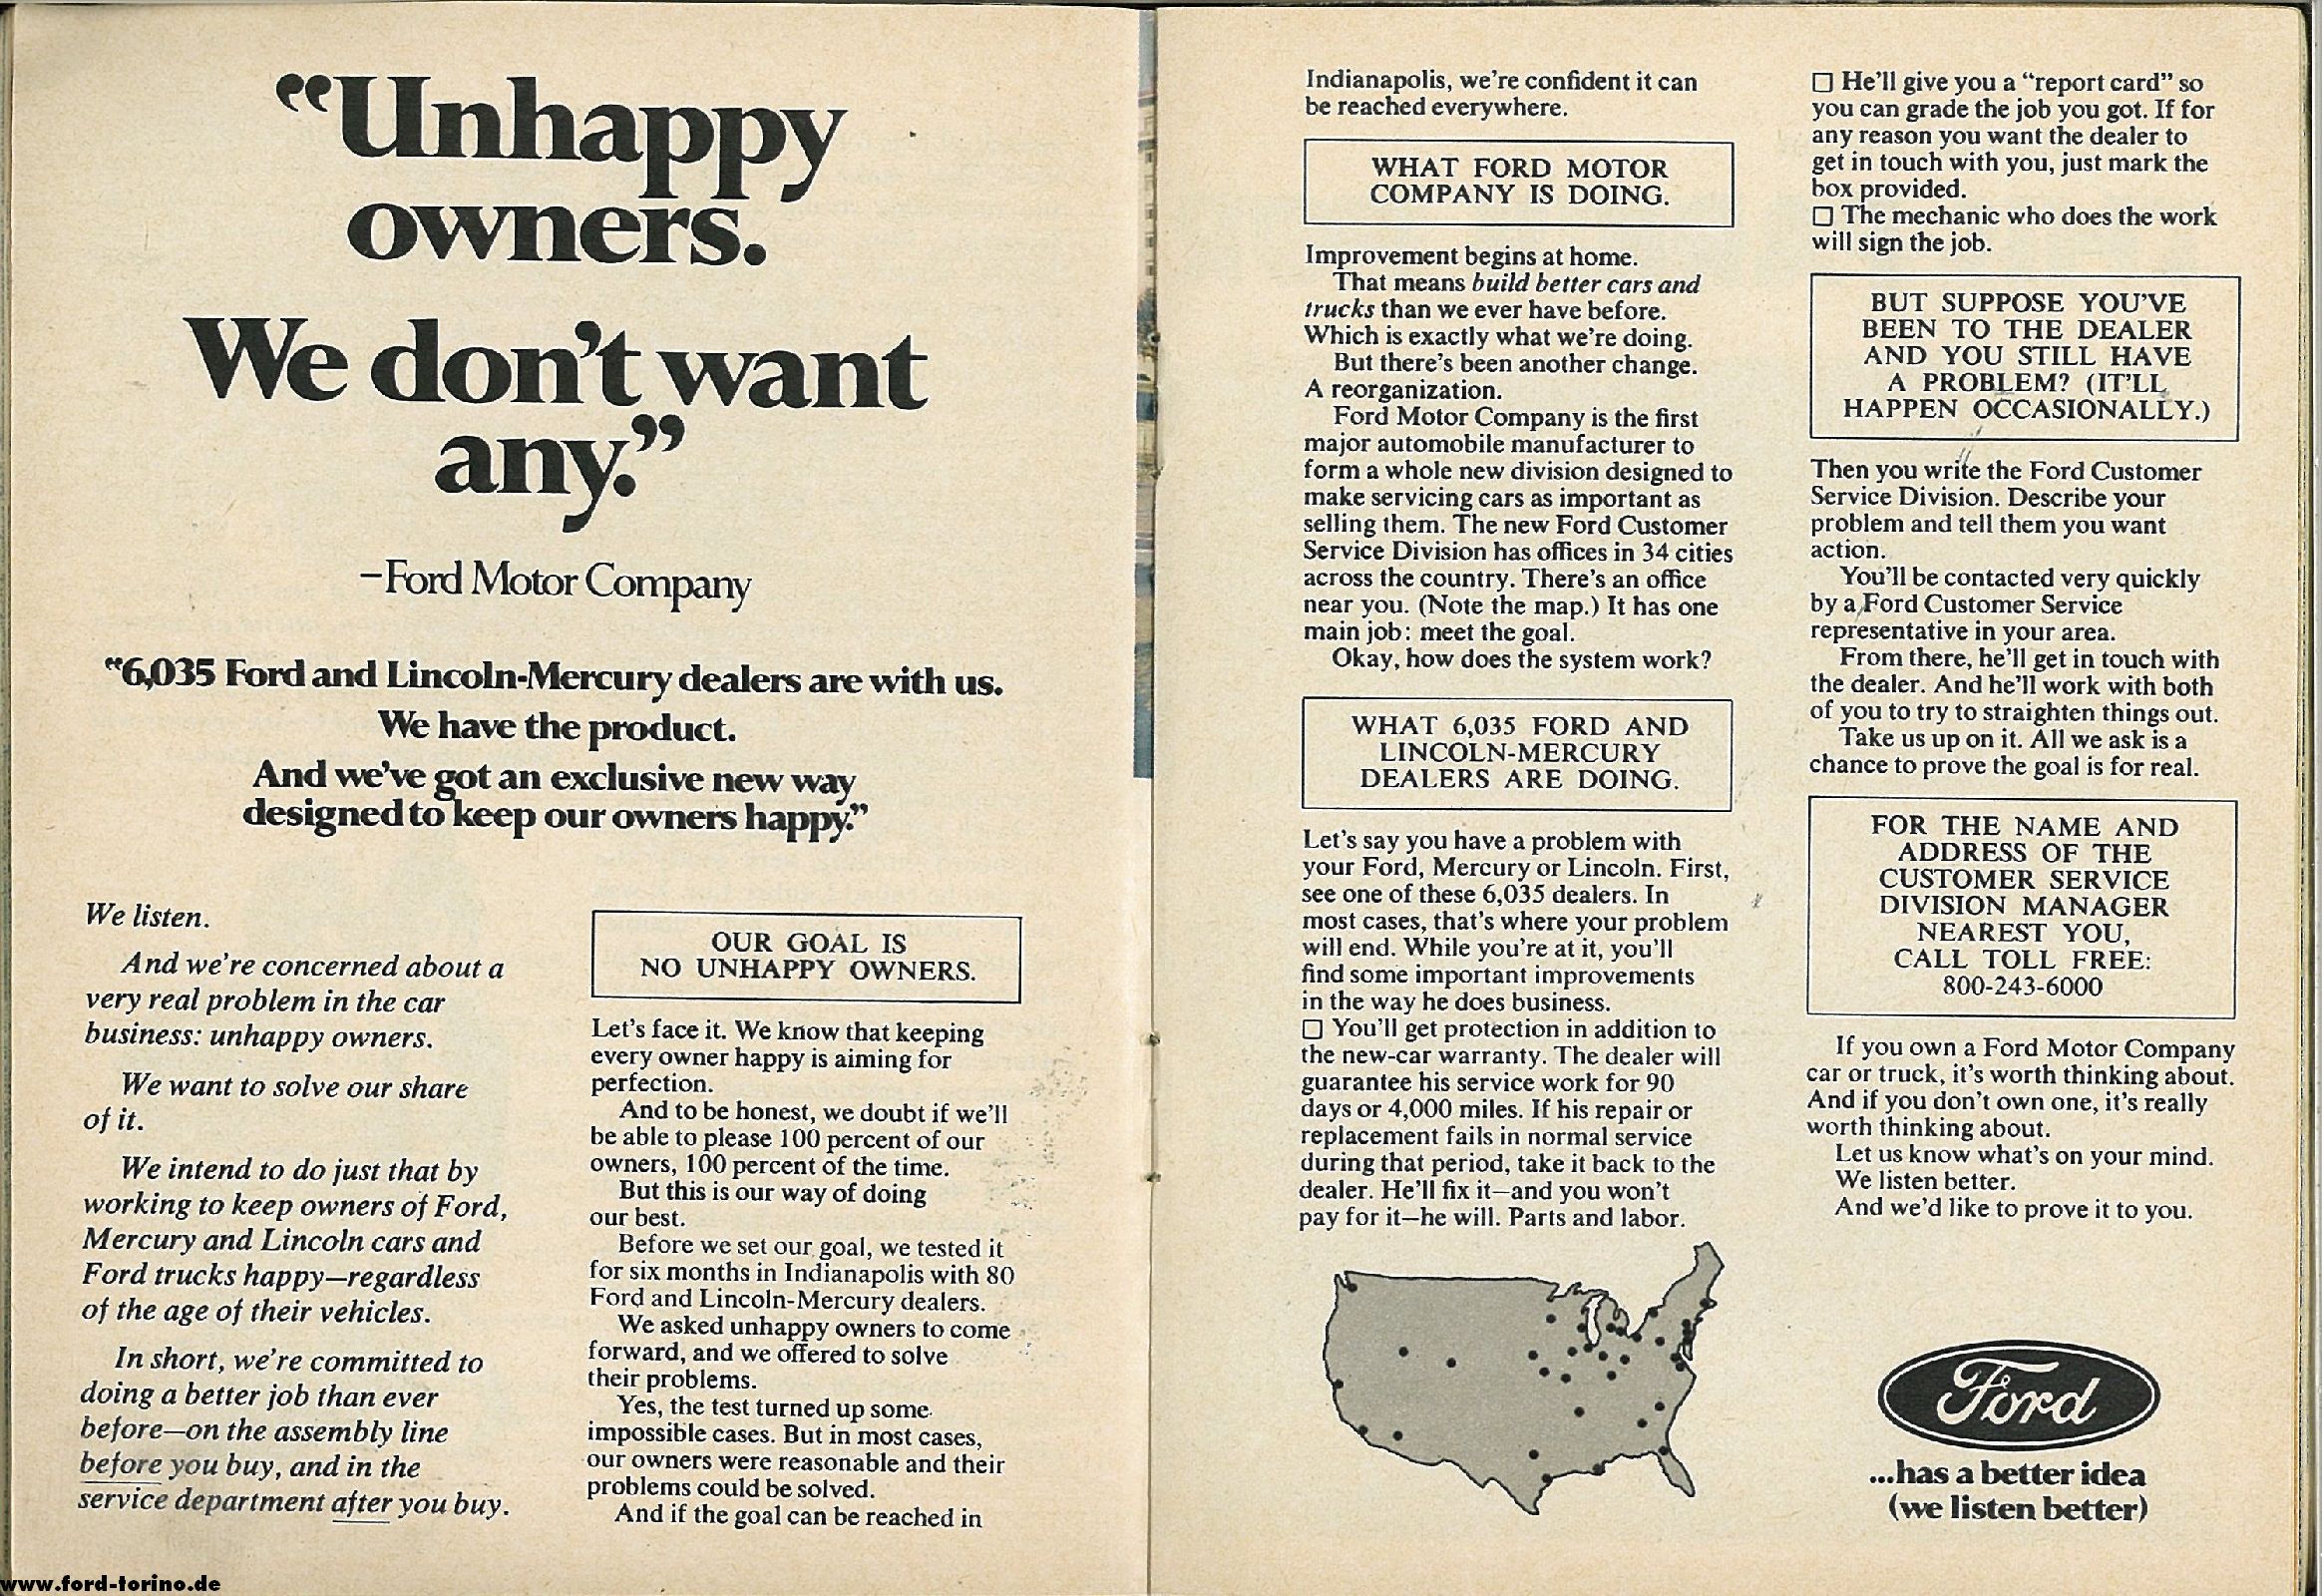 “Unhappy
owners.
We don’t want
any.”
–Ford Motor Company
“6,035 Ford and Lincoln-Mercury dealers are with us.
We have the product.
And we’ve got an exclusive new way
designed to keep our owners happy.”
We listen.
And we’re concerned about a
very real problem in the car
business: unhappy owners.
We want to solve our share
of it.
We intend to do just that by
working to keep owners of Ford,
Mercury and Lincoln cars and
Ford trucks happy—regardless
of the age of their vehicles.
In short, we’re committed to
doing a better job than ever
before—on the assembly line
before you buy, and in the
service department after you buy.
OUR GOAL IS
NO UNHAPPY OWNERS.
Let’s face it. We know that keeping
every owner happy is aiming for
perfection.
And to be honest, we doubt if we’ll
be able to please 100 percent of our
owners, 100 percent of the time.
But this is our way of doing
our best.
Before we set our goal, we tested it
for six months in Indianapolis with 80
Ford and Lincoln-Mercury dealers.
We asked unhappy owners to come
forward, and we offered to solve
their problems.
Yes, the test turned up some
impossible cases. But in most cases,
our owners were reasonable and their
problems could be solved.
And if the goal can be reached in
Indianapolis, we’re confident it can
be reached everywhere.
WHAT FORD MOTOR
COMPANY IS DOING.
Improvement begins at home.
That means build better cars and
trucks than we ever have before.
Which is exactly what we’re doing.
But there’s been another change.
A reorganization.
Ford Motor Company is the first
major automobile manufacturer to
form a whole new division designed to
make servicing cars as important as
selling them. The new Ford Customer
Service Division has offices in 34 cities
across the country. There’s an office
near you. (Note the map.) It has one
main job: meet the goal.
Okay, how does the system work?
WHAT 6,035 FORD AND
LINCOLN-MERCURY
DEALERS ARE DOING.
Let’s say you have a problem with
your Ford, Mercury or Lincoln. First,
see one of these 6,035 dealers. In
most cases, that’s where your problem
will end. While you’re at it, you’ll
find some important improvements
in the way he does business.
☐ You’ll get protection in addition to
the new-car warranty. The dealer will
guarantee his service work for 90
days or 4,000 miles. If his repair or
replacement fails in normal service
during that period, take it back to the
dealer. He’ll fix it—and you won’t
pay for it—he will. Parts and labor.
☐ He’ll give you a “report card” so
you can grade the job you got. If for
any reason you want the dealer to
get in touch with you, just mark the
box provided.
☐ The mechanic who does the work
will sign the job.
BUT SUPPOSE YOU’VE
BEEN TO THE DEALER
AND YOU STILL HAVE
A PROBLEM? (IT’LL
HAPPEN OCCASIONALLY.)
Then you write the Ford Customer
Service Division. Describe your
problem and tell them you want
action.
You’ll be contacted very quickly
by a Ford Customer Service
representative in your area.
From there, he’ll get in touch with
the dealer. And he’ll work with both
of you to try to straighten things out.
Take us up on it. All we ask is a
chance to prove the goal is for real.
FOR THE NAME AND
ADDRESS OF THE
CUSTOMER SERVICE
DIVISION MANAGER
NEAREST YOU,
CALL TOLL FREE:
800-243-6000
If you own a Ford Motor Company
car or truck, it’s worth thinking about.
And if you don’t own one, it’s really
worth thinking about.
Let us know what’s on your mind.
We listen better.
And we’d like to prove it to you.
Ford
...has a better idea
(we listen better)
www.ford-torino.de